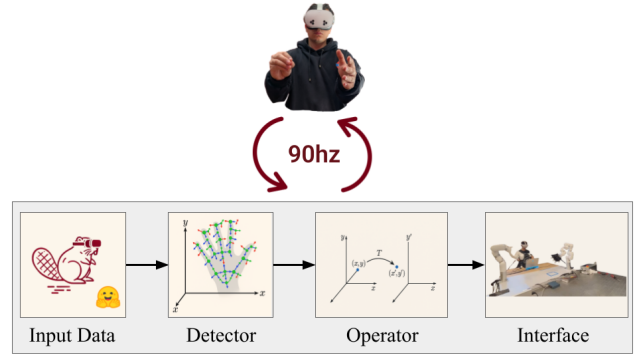 90hz
y
x
x
y
T
(x,y)
(x',y')
x
y'
x
Input Data
Detector
Operator
Interface